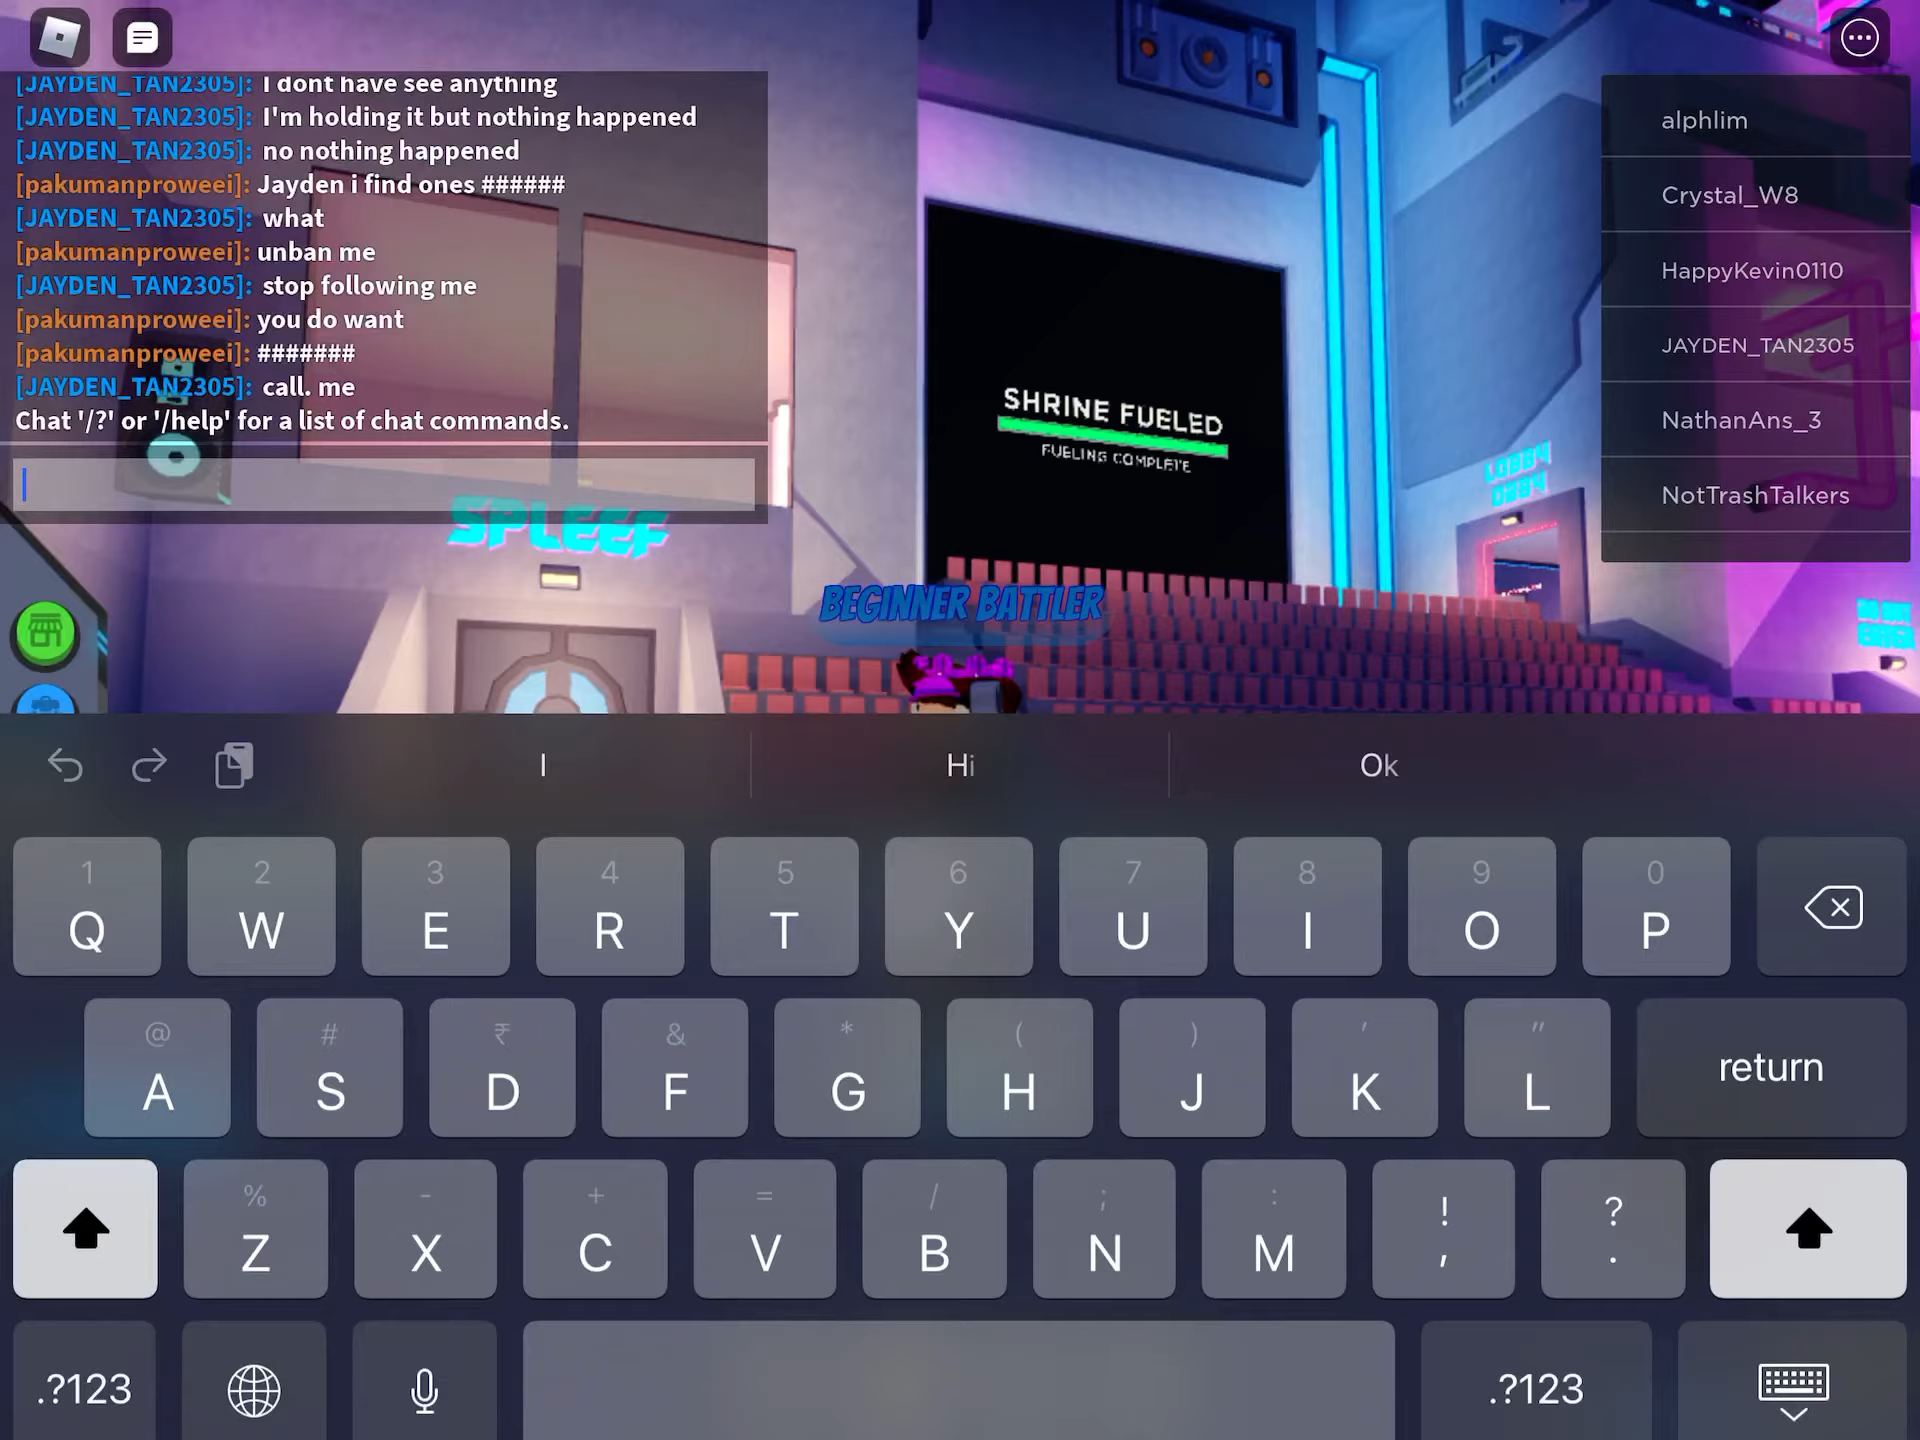 [JAYDEN_TAN2305]: I dont have see anything
[JAYDEN_TAN2305]: I'm holding it but nothing happened
[JAYDEN_TAN2305]: no nothing happened
[pakumanproweei]: Jayden i find ones ######
[JAYDEN_TAN2305]: what
[pakumanproweei]: unban me
[JAYDEN_TAN2305]: stop following me
[pakumanproweei]: you do want
[pakumanproweei]: #######
[JAYDEN_TAN2305]: call. me
Chat '/?' or '/help' for a list of chat commands.
alphlim
Crystal_W8
HappyKevin0110
JAYDEN_TAN2305
NathanAns_3
NotTrashTalkers
SHRINE FUELED
FUELING COMPLETE
LOBBY
OBBY
SPLEEF
BEGINNER BATTLER
I Hi Ok
1 2 3 4 5 6 7 8 9 0
Q W E R T Y U I O P
@ # ₹ & * ( ) ' "
A S D F G H J K L return
% - + = / ; : ! ?
Z X C V B N M , .
.?123 .?123